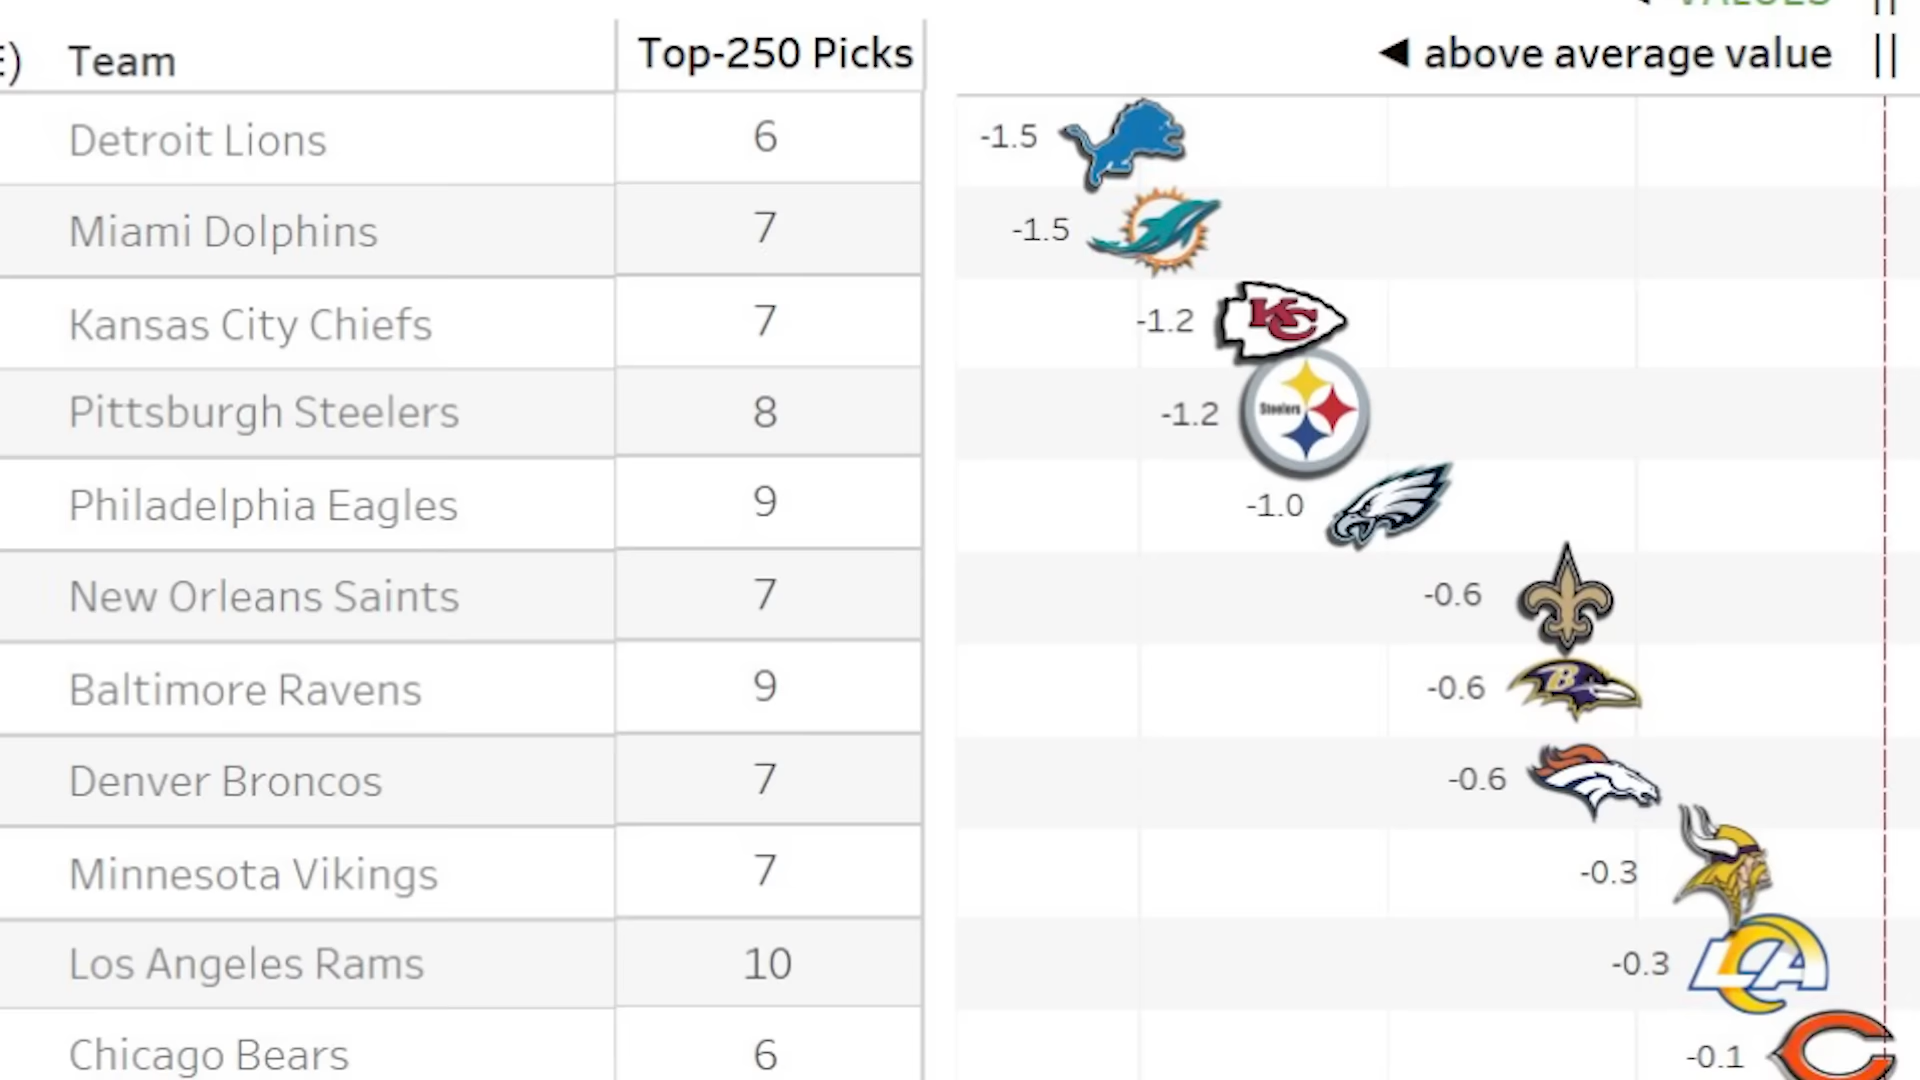 VALUES
E) Team Top-250 Picks ◄ above average value ||
Detroit Lions 6 -1.5
Miami Dolphins 7 -1.5
Kansas City Chiefs 7 -1.2 KC
Pittsburgh Steelers 8 -1.2 Steelers
Philadelphia Eagles 9 -1.0
New Orleans Saints 7 -0.6
Baltimore Ravens 9 -0.6 B
Denver Broncos 7 -0.6
Minnesota Vikings 7 -0.3
Los Angeles Rams 10 -0.3 LA
Chicago Bears 6 -0.1 C